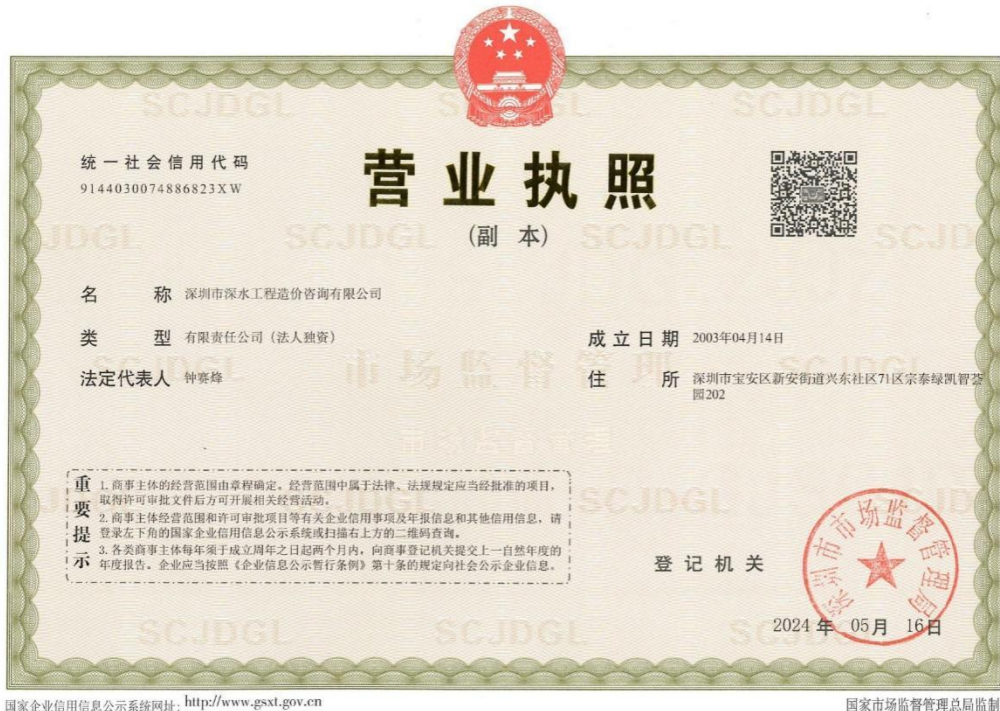 统一社会信用代码
9144030074886823XW
营业执照
(副 本)
名 称 深圳市深水工程造价咨询有限公司
类 型 有限责任公司（法人独资）
法定代表人 钟赛烽
成立日期 2003年04月14日
住 所 深圳市宝安区新安街道兴东社区71区宗泰绿凯智荟
园202
重要提示
1. 商事主体的经营范围由章程确定。经营范围中属于法律、法规规定应当经批准的项目，
取得许可审批文件后方可开展相关经营活动。
2. 商事主体经营范围和许可审批项目等有关企业信用事项及年报信息和其他信用信息，请
登录左下角的国家企业信用信息公示系统或扫描右上方的二维码查询。
3. 各类商事主体每年须于成立周年之日起两个月内，向商事登记机关提交上一自然年度的
年度报告。企业应当按照《企业信息公示暂行条例》第十条的规定向社会公示企业信息。
登记机关
深圳市市场监督管理局
2024年 05月 16日
国家企业信用信息公示系统网址: http://www.gsxt.gov.cn
国家市场监督管理总局监制
SCJDGL
市场监督管理